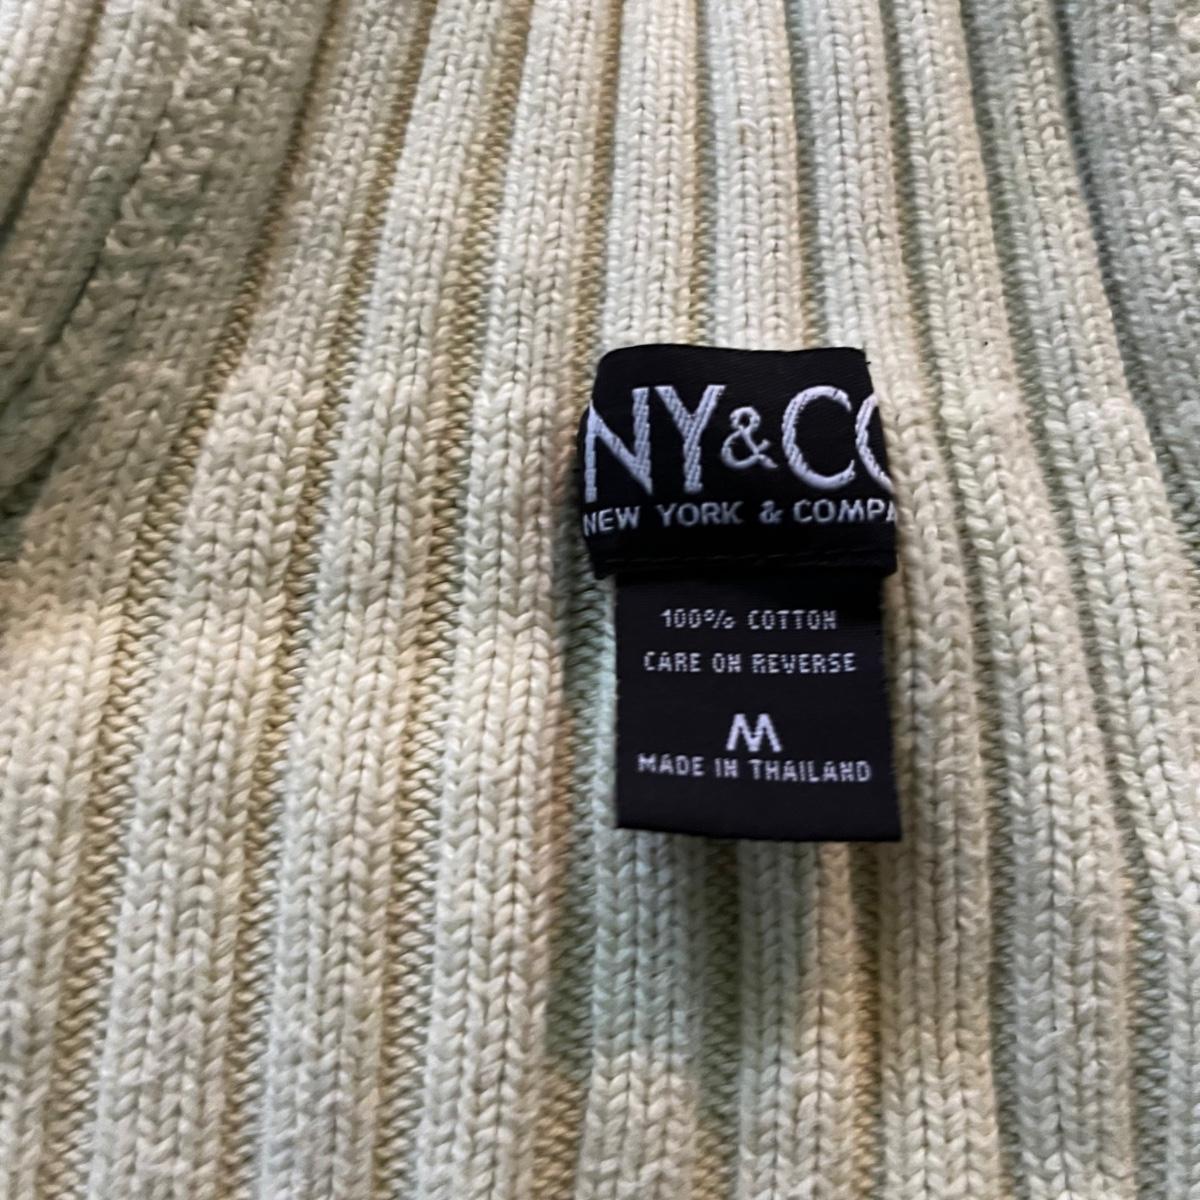 NY&CO
NEW YORK & COMPA
100% COTTON
CARE ON REVERSE
M
MADE IN THAILAND